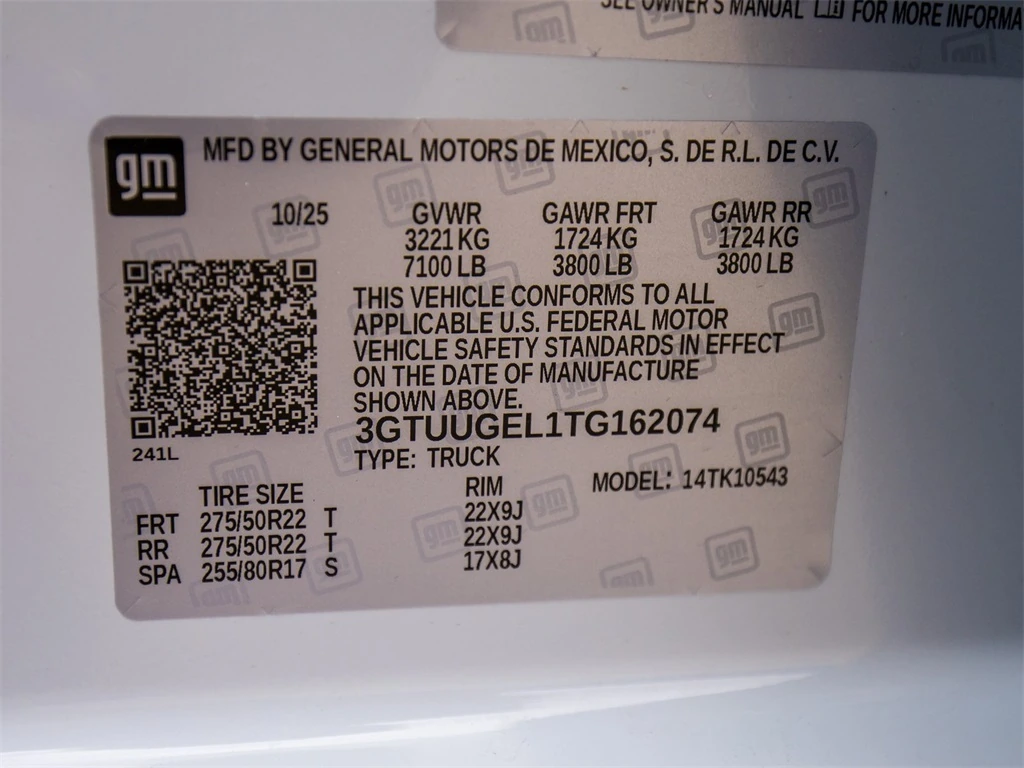 SEE OWNER'S MANUAL FOR MORE INFORMA
gm
MFD BY GENERAL MOTORS DE MEXICO, S. DE R.L. DE C.V.
10/25 GVWR GAWR FRT GAWR RR
3221 KG 1724 KG 1724 KG
7100 LB 3800 LB 3800 LB
THIS VEHICLE CONFORMS TO ALL
APPLICABLE U.S. FEDERAL MOTOR
VEHICLE SAFETY STANDARDS IN EFFECT
ON THE DATE OF MANUFACTURE
SHOWN ABOVE.
3GTUUGEL1TG162074
241L
TYPE: TRUCK
TIRE SIZE RIM MODEL: 14TK10543
FRT 275/50R22 T 22X9J
RR 275/50R22 T 22X9J
SPA 255/80R17 S 17X8J